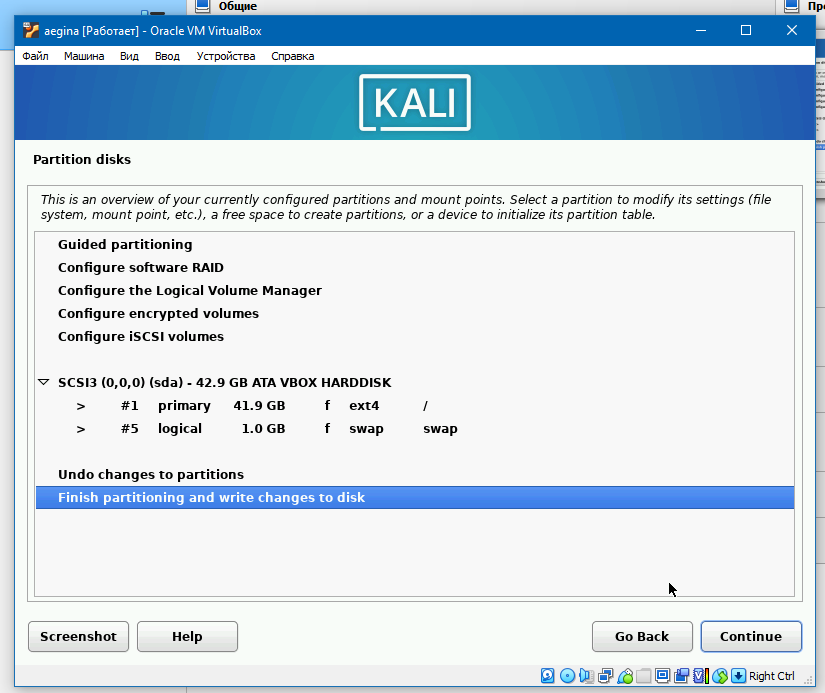 Общие
aegina [Работает] - Oracle VM VirtualBox
Файл Машина Вид Ввод Устройства Справка
KALI
Partition disks
This is an overview of your currently configured partitions and mount points. Select a partition to modify its settings (file
system, mount point, etc.), a free space to create partitions, or a device to initialize its partition table.
Guided partitioning
Configure software RAID
Configure the Logical Volume Manager
Configure encrypted volumes
Configure iSCSI volumes
SCSI3 (0,0,0) (sda) - 42.9 GB ATA VBOX HARDDISK
> #1 primary 41.9 GB f ext4 /
> #5 logical 1.0 GB f swap swap
Undo changes to partitions
Finish partitioning and write changes to disk
Screenshot Help Go Back Continue
Right Ctrl